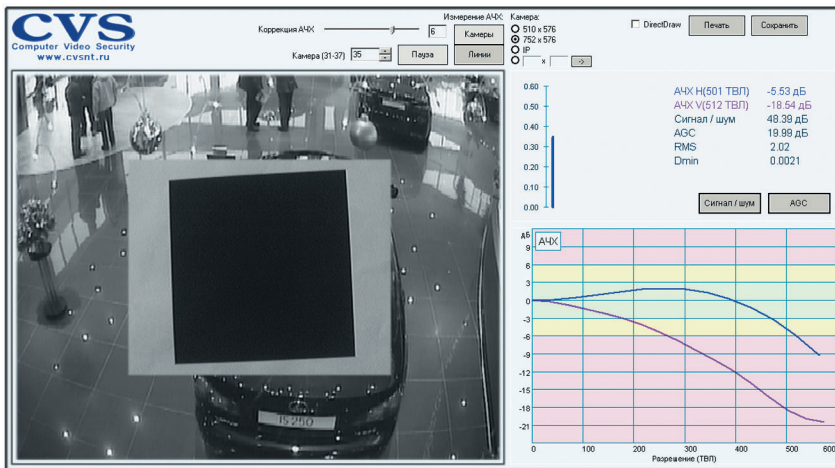 CVS
Computer Video Security
www.cvsnt.ru
Коррекция АЧХ
6
Измерение АЧХ:
Камеры
Камера (31-37)
35
Пауза
Линии
Камера:
510 x 576
752 x 576
IP
x
->
DirectDraw
Печать
Сохранить
IS250
0.60
0.50
0.40
0.30
0.20
0.10
0.00
АЧХ H(501 ТВЛ) -5.53 дБ
АЧХ V(512 ТВЛ) -18.54 дБ
Сигнал / шум 48.39 дБ
AGC 19.99 дБ
RMS 2.02
Dmin 0.0021
Сигнал / шум
AGC
дБ
АЧХ
9
6
3
0
-3
-6
-9
-12
-15
-18
-21
0 100 200 300 400 500 600
Разрешение (ТВЛ)